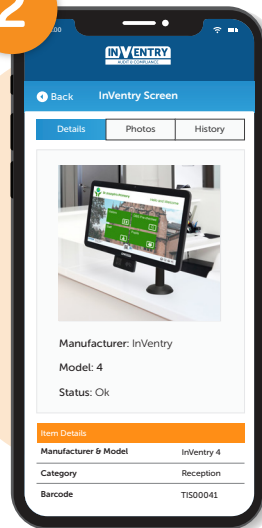 2
INVENTRY
AUDIT & COMPLIANCE
Back
InVentry Screen
Details
Photos
History
Manufacturer: InVentry
Model: 4
Status: Ok
Item Details
Manufacturer & Model
InVentry 4
Category
Reception
Barcode
TIS00041